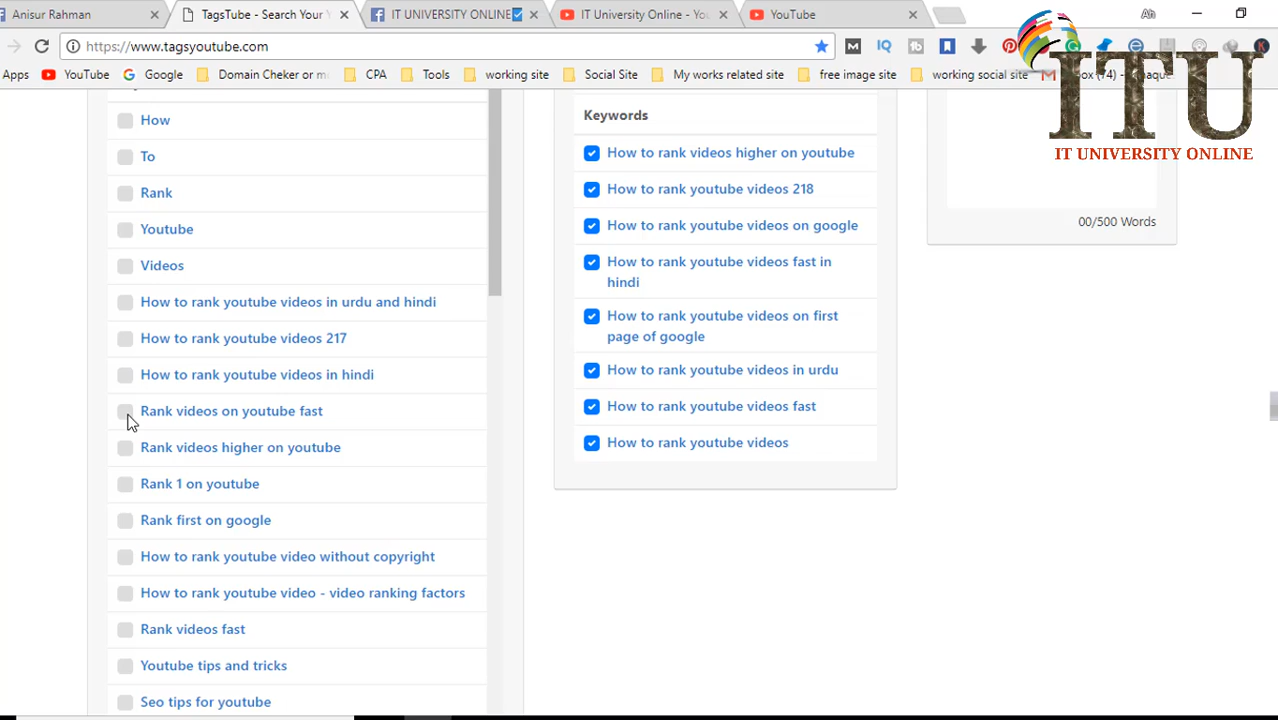 Anisur Rahman
TagsTube - Search Your Y
IT UNIVERSITY ONLINE
IT University Online - You
YouTube
https://www.tagsyoutube.com
Apps
YouTube
Google
Domain Cheker or m
CPA
Tools
working site
Social Site
My works related site
free image site
working social site
ITU
IT UNIVERSITY ONLINE
How
To
Rank
Youtube
Videos
How to rank youtube videos in urdu and hindi
How to rank youtube videos 217
How to rank youtube videos in hindi
Rank videos on youtube fast
Rank videos higher on youtube
Rank 1 on youtube
Rank first on google
How to rank youtube video without copyright
How to rank youtube video - video ranking factors
Rank videos fast
Youtube tips and tricks
Seo tips for youtube
Keywords
How to rank videos higher on youtube
How to rank youtube videos 218
How to rank youtube videos on google
How to rank youtube videos fast in
hindi
How to rank youtube videos on first
page of google
How to rank youtube videos in urdu
How to rank youtube videos fast
How to rank youtube videos
00/500 Words